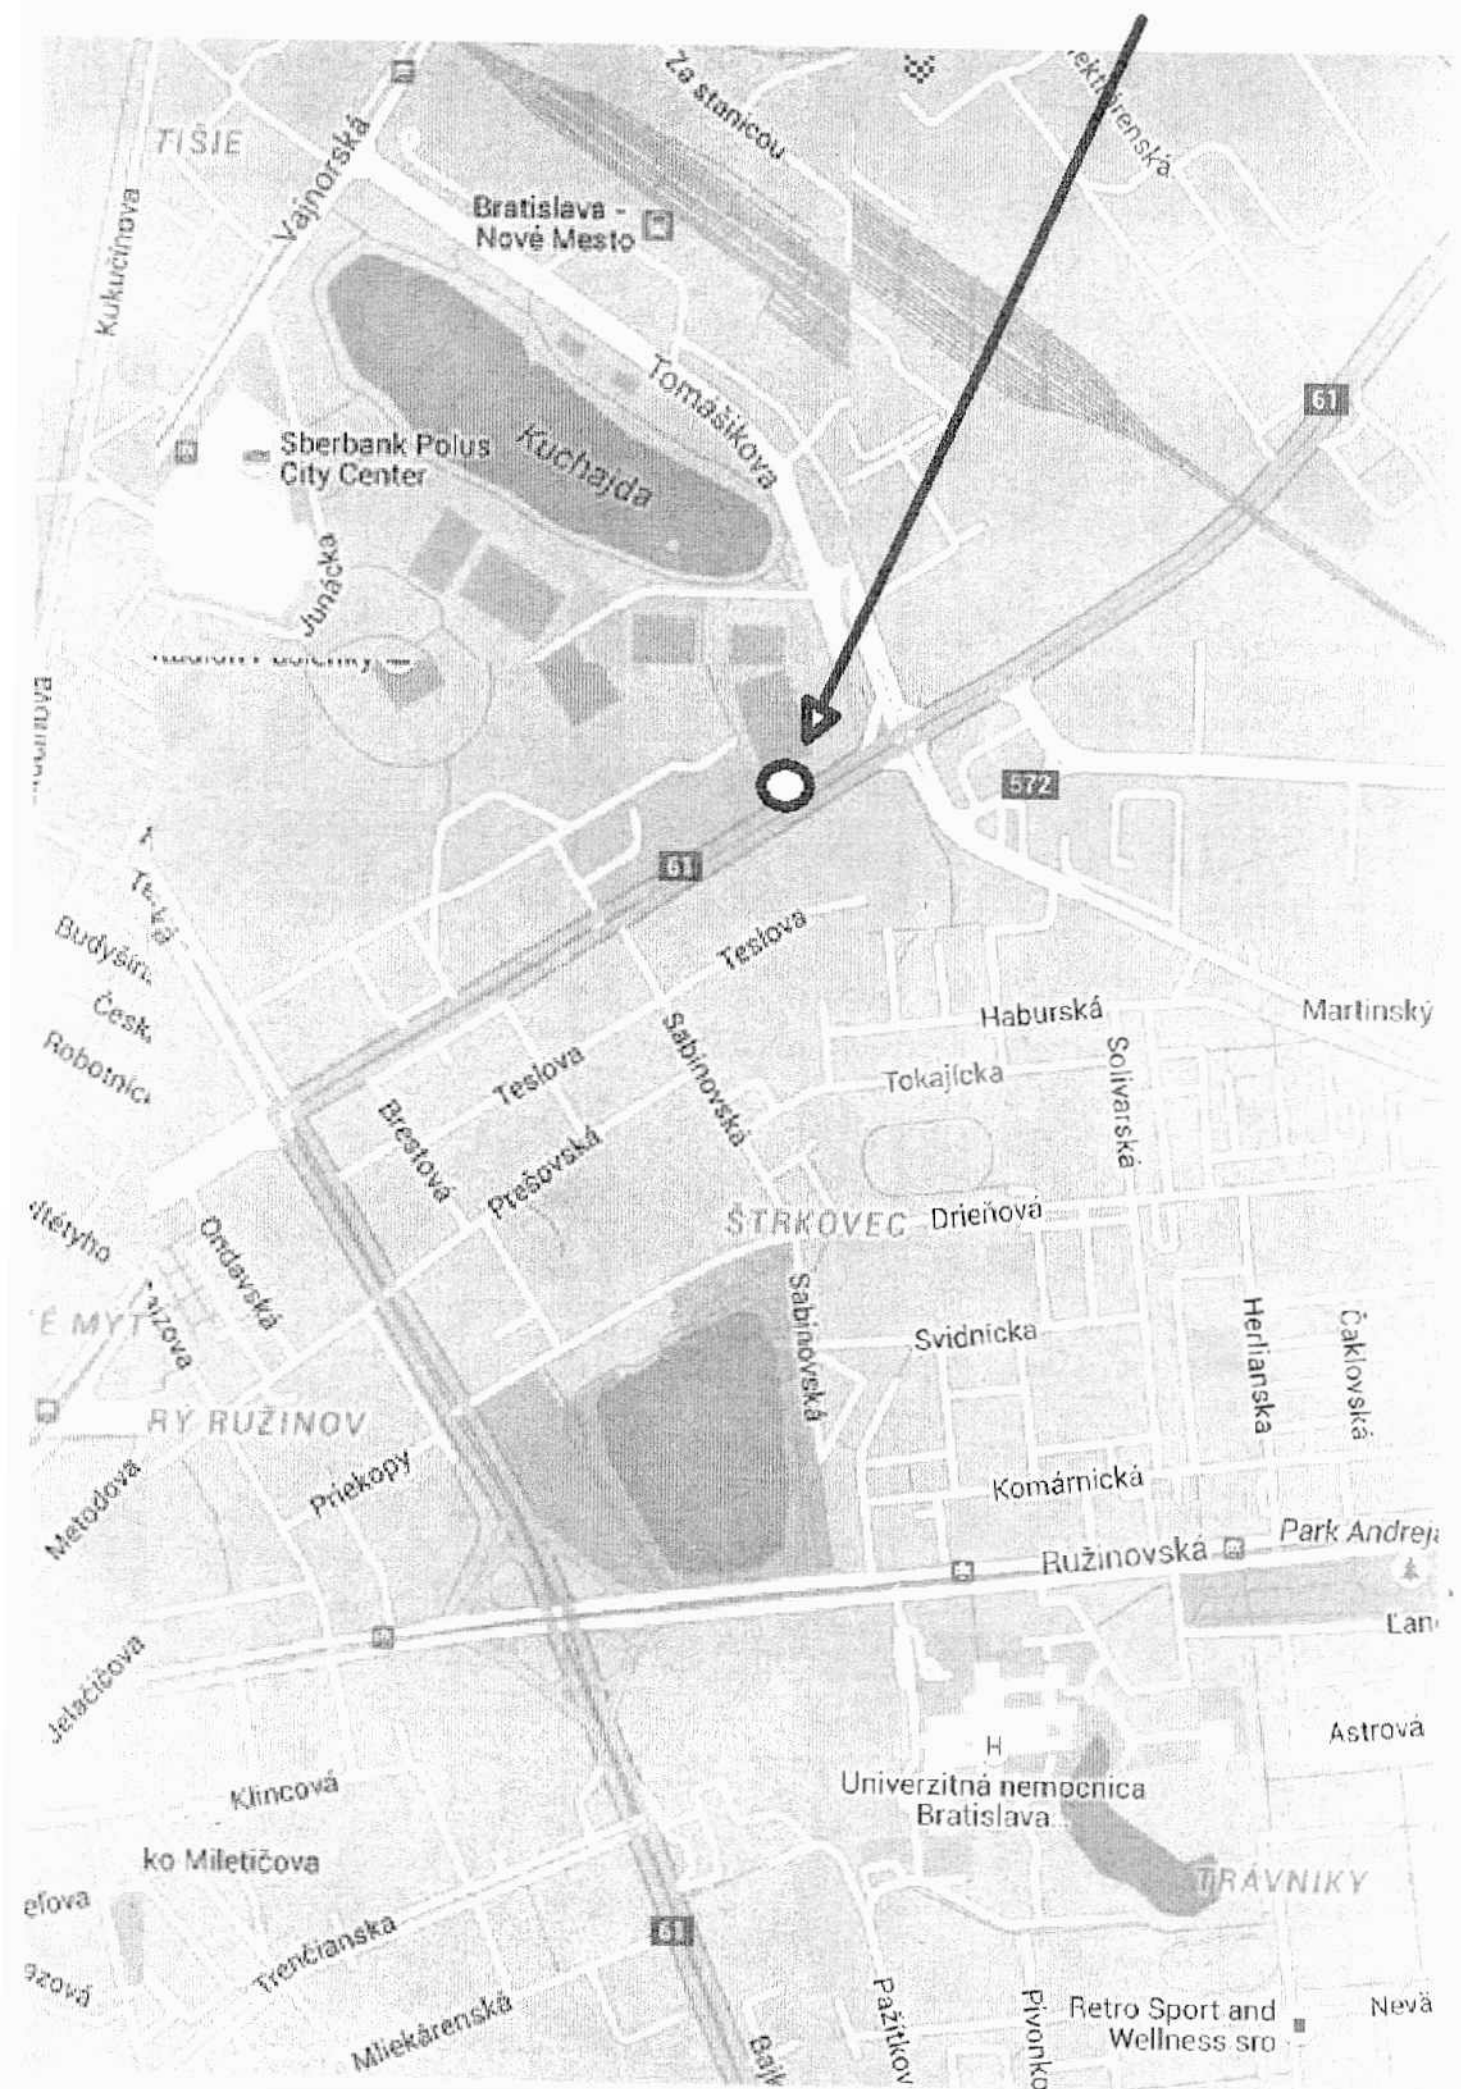 Za stanicou
TIŠIE
Vajnorská
Kukučínova
Bratislava -
Nové Mesto
61
Tomášikova
Sberbank Polus
City Center
Kuchajda
Junácka
572
61
Teslova
Haburská
Martinský
Sabinovská
Solivarská
Teslova
Tokajícka
Brestová
Prešovská
ŠTRKOVEC
Drieňová
Ondavská
Sabinovská
Svidnícka
Herlianska
Čaklovská
RÝ RUŽINOV
Metodova
Priekopy
Komárnická
Ružinovská
Park Andreja
Jelačičova
Astrová
H
Klincová
Univerzitná nemocnica
Bratislava...
ko Miletičova
TRÁVNIKY
Trenčianska
61
Mliekárenská
Pažítkov
Pivonko
Retro Sport and
Wellness sro
Nevä